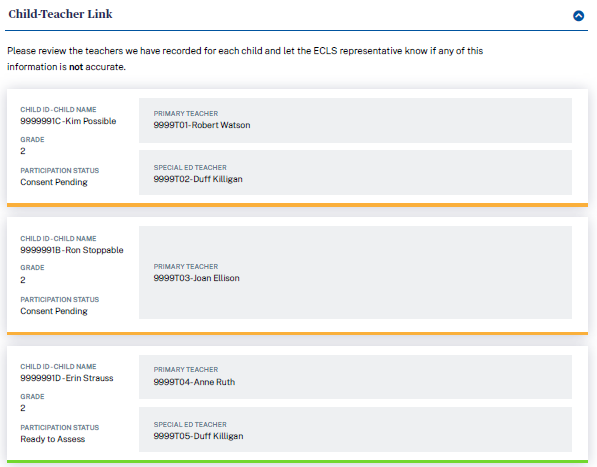 Child-Teacher Link
Please review the teachers we have recorded for each child and let the ECLS representative know if any of this
information is not accurate.
CHILD ID - CHILD NAME
9999991C - Kim Possible
GRADE
2
PARTICIPATION STATUS
Consent Pending
PRIMARY TEACHER
9999T01 - Robert Watson
SPECIAL ED TEACHER
9999T02 - Duff Killigan
CHILD ID - CHILD NAME
9999991B - Ron Stoppable
GRADE
2
PARTICIPATION STATUS
Consent Pending
PRIMARY TEACHER
9999T03 - Joan Ellison
CHILD ID - CHILD NAME
9999991D - Erin Strauss
GRADE
2
PARTICIPATION STATUS
Ready to Assess
PRIMARY TEACHER
9999T04 - Anne Ruth
SPECIAL ED TEACHER
9999T05 - Duff Killigan